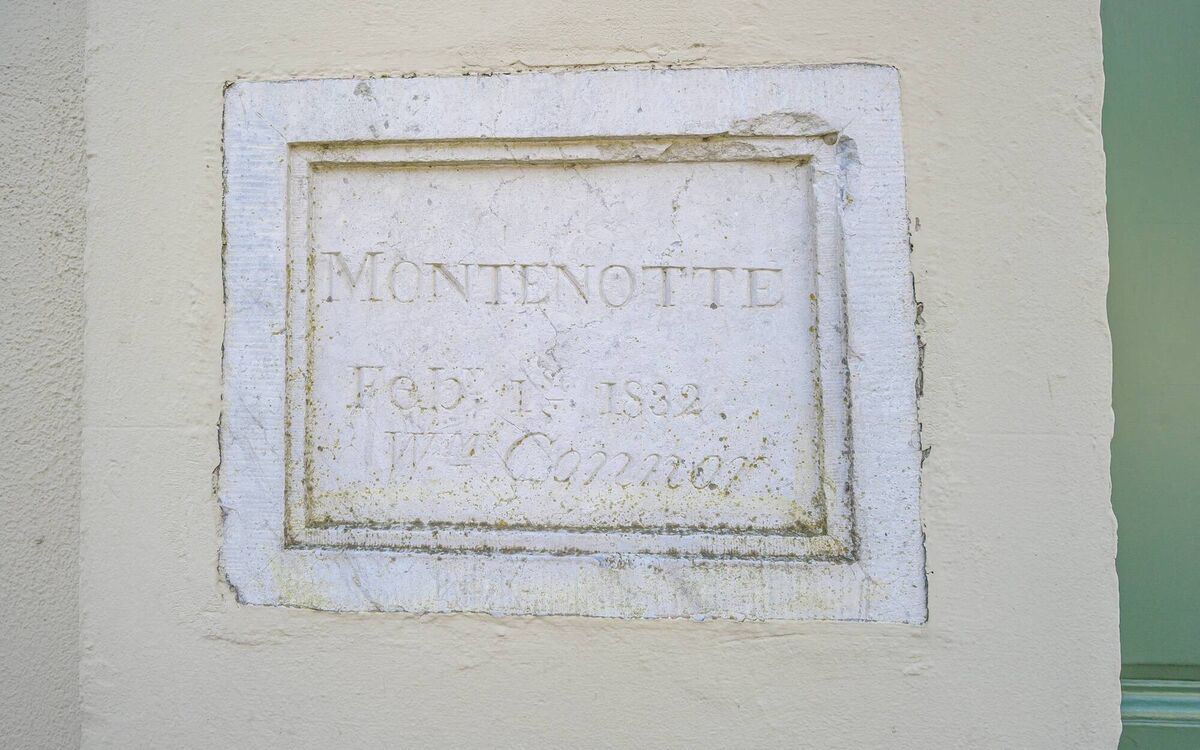 MONTENOTTE
Febʸ. 1ˢᵗ 1832.
Wᵐ Connor